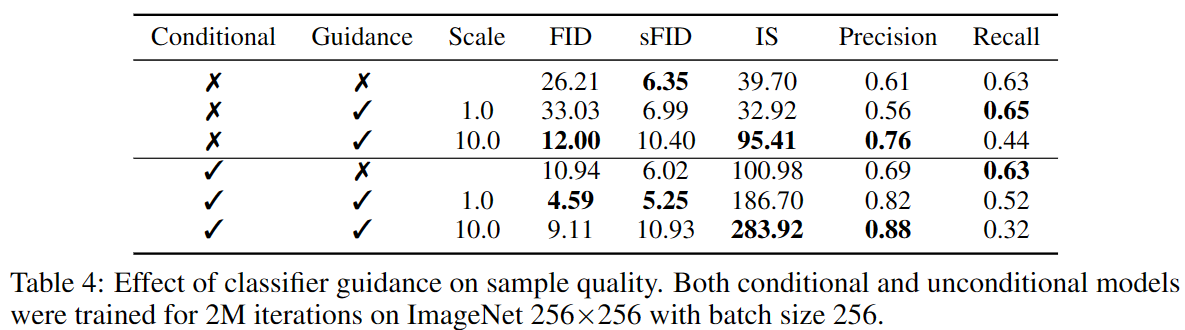 Conditional Guidance Scale FID sFID IS Precision Recall
✗ ✗ 26.21 6.35 39.70 0.61 0.63
✗ ✓ 1.0 33.03 6.99 32.92 0.56 0.65
✗ ✓ 10.0 12.00 10.40 95.41 0.76 0.44
✓ ✗ 10.94 6.02 100.98 0.69 0.63
✓ ✓ 1.0 4.59 5.25 186.70 0.82 0.52
✓ ✓ 10.0 9.11 10.93 283.92 0.88 0.32
Table 4: Effect of classifier guidance on sample quality. Both conditional and unconditional models
were trained for 2M iterations on ImageNet 256×256 with batch size 256.